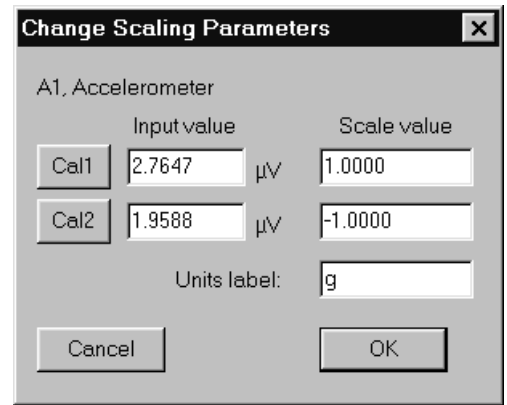 Change Scaling Parameters
A1, Accelerometer
Input value Scale value
Cal1 2.7647 µV 1.0000
Cal2 1.9588 µV -1.0000
Units label: g
Cancel OK